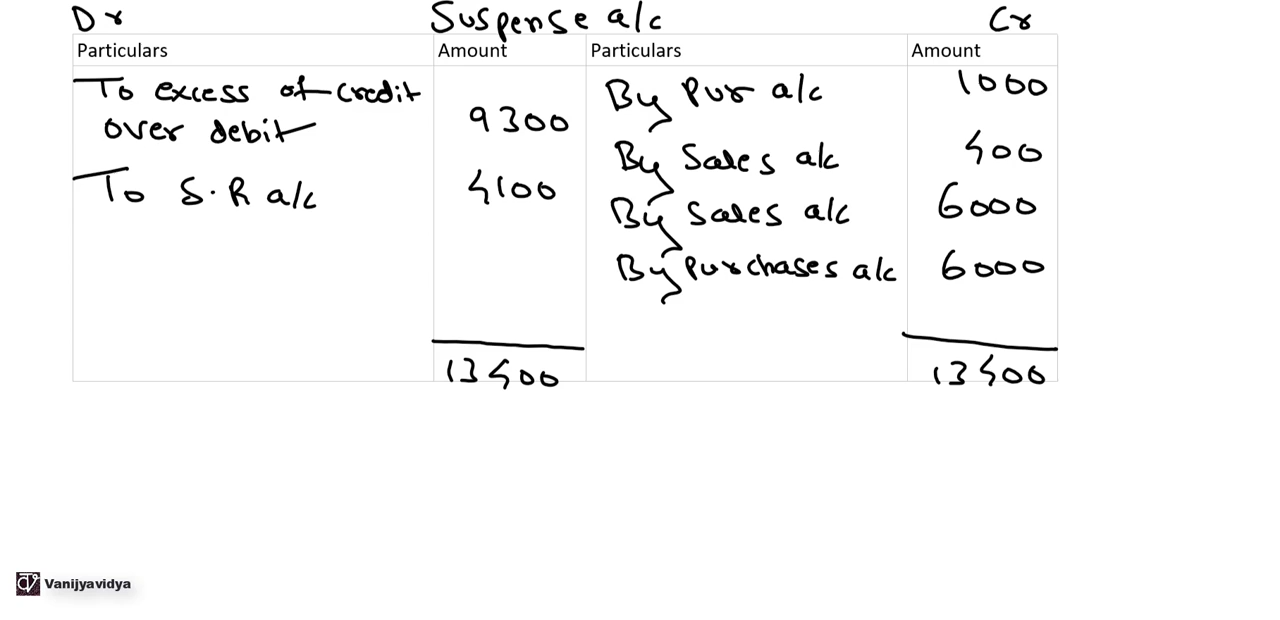 Dr Suspense a/c Cr
Particulars Amount Particulars Amount
To excess of credit over debit 9300 By Pur a/c 1000
By Sales a/c 400
To S.R a/c 4100 By Sales a/c 6000
By Purchases a/c 6000
13400 13400
Vanijyavidya